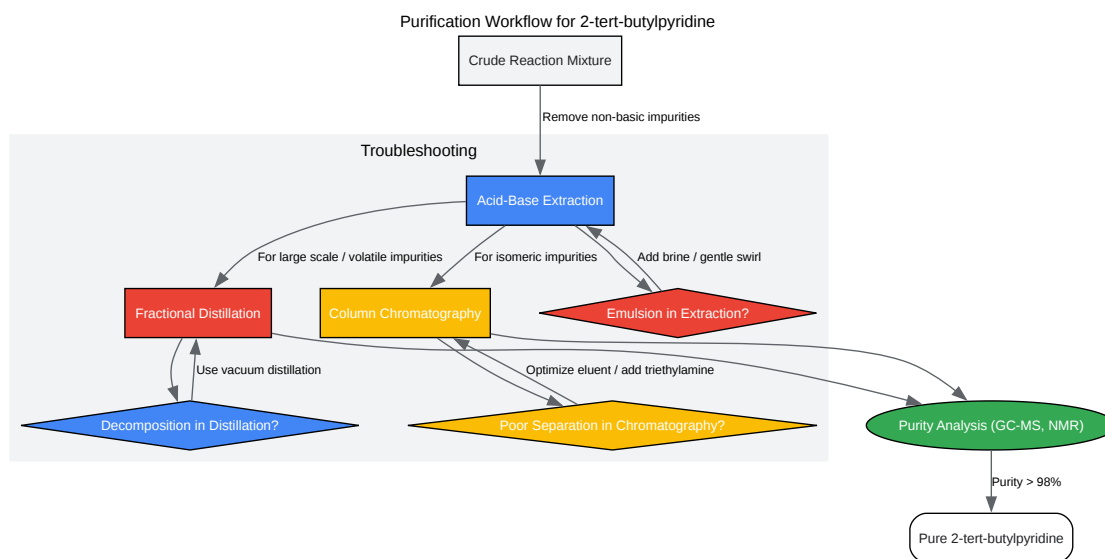 Purification Workflow for 2-tert-butylpyridine
Crude Reaction Mixture
Remove non-basic impurities
Troubleshooting
Acid-Base Extraction
For large scale / volatile impurities
For isomeric impurities
Add brine / gentle swirl
Fractional Distillation
Column Chromatography
Emulsion in Extraction?
Use vacuum distillation
Optimize eluent / add triethylamine
Decomposition in Distillation?
Poor Separation in Chromatography?
Purity Analysis (GC-MS, NMR)
Purity > 98%
Pure 2-tert-butylpyridine